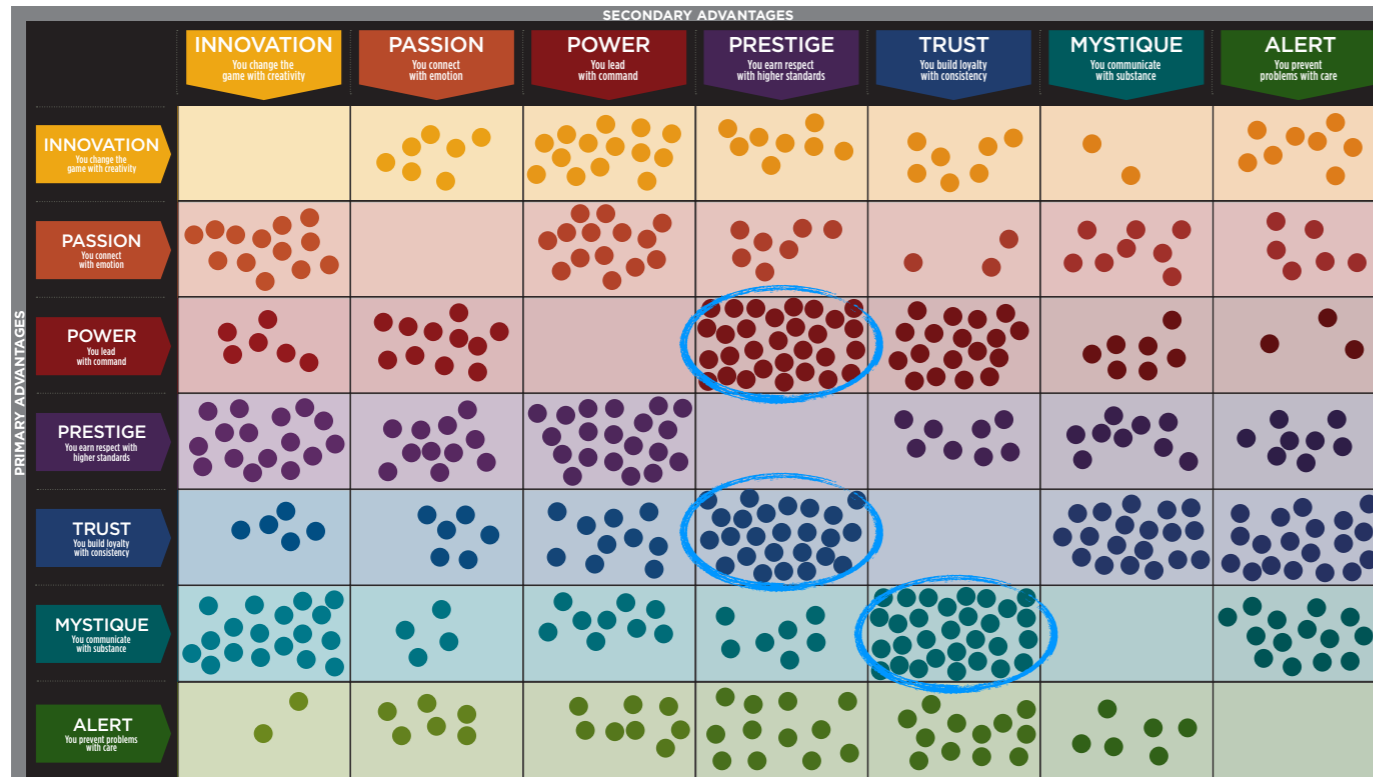 SECONDARY ADVANTAGES
INNOVATION
You change the
game with creativity
PASSION
You connect
with emotion
POWER
You lead
with command
PRESTIGE
You earn respect
with higher standards
TRUST
You build loyalty
with consistency
MYSTIQUE
You communicate
with substance
ALERT
You prevent
problems with care
PRIMARY ADVANTAGES
INNOVATION
You change the
game with creativity
PASSION
You connect
with emotion
POWER
You lead
with command
PRESTIGE
You earn respect with
higher standards
TRUST
You build loyalty
with consistency
MYSTIQUE
You communicate
with substance
ALERT
You prevent problems
with care